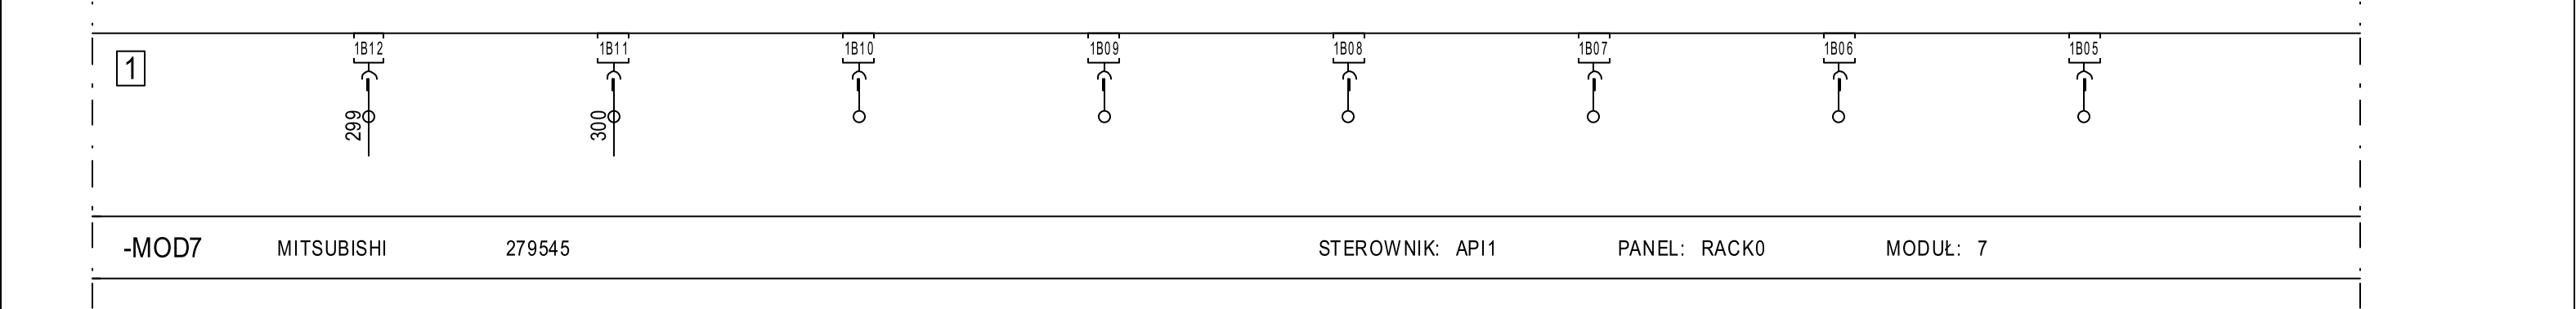 1B12 1B11 1B10 1B09 1B08 1B07 1B06 1B05
1
299 300
-MOD7 MITSUBISHI 279545 STEROWNIK: API1 PANEL: RACK0 MODUŁ: 7